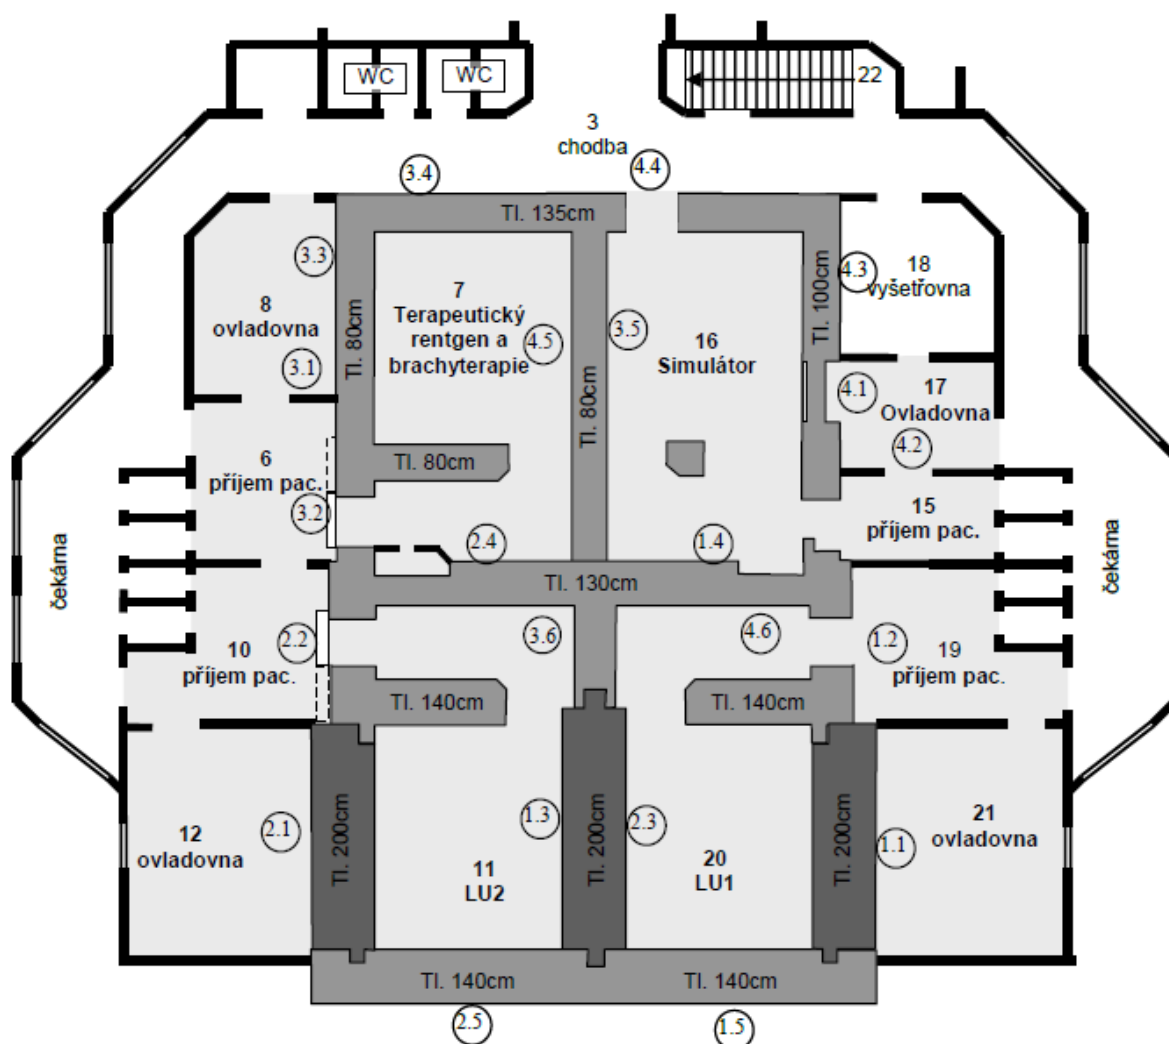 WC
WC
22
3
chodba
3.4
4.4
Tl. 135cm
3.3
8
ovladovna
3.1
Tl. 80cm
7
Terapeutický
rentgen a
brachyterapie
4.5
3.5
Tl. 80cm
16
Simulátor
Tl. 100cm
4.3
18
vyšetřovna
4.1
17
Ovladovna
4.2
6
příjem pac.
3.2
Tl. 80cm
15
příjem pac.
2.4
1.4
Tl. 130cm
čekárna
čekárna
10
příjem pac.
2.2
3.6
4.6
1.2
19
příjem pac.
Tl. 140cm
Tl. 140cm
12
ovladovna
2.1
Tl. 200cm
11
LU2
1.3
Tl. 200cm
2.3
20
LU1
Tl. 200cm
1.1
21
ovladovna
Tl. 140cm
Tl. 140cm
2.5
1.5